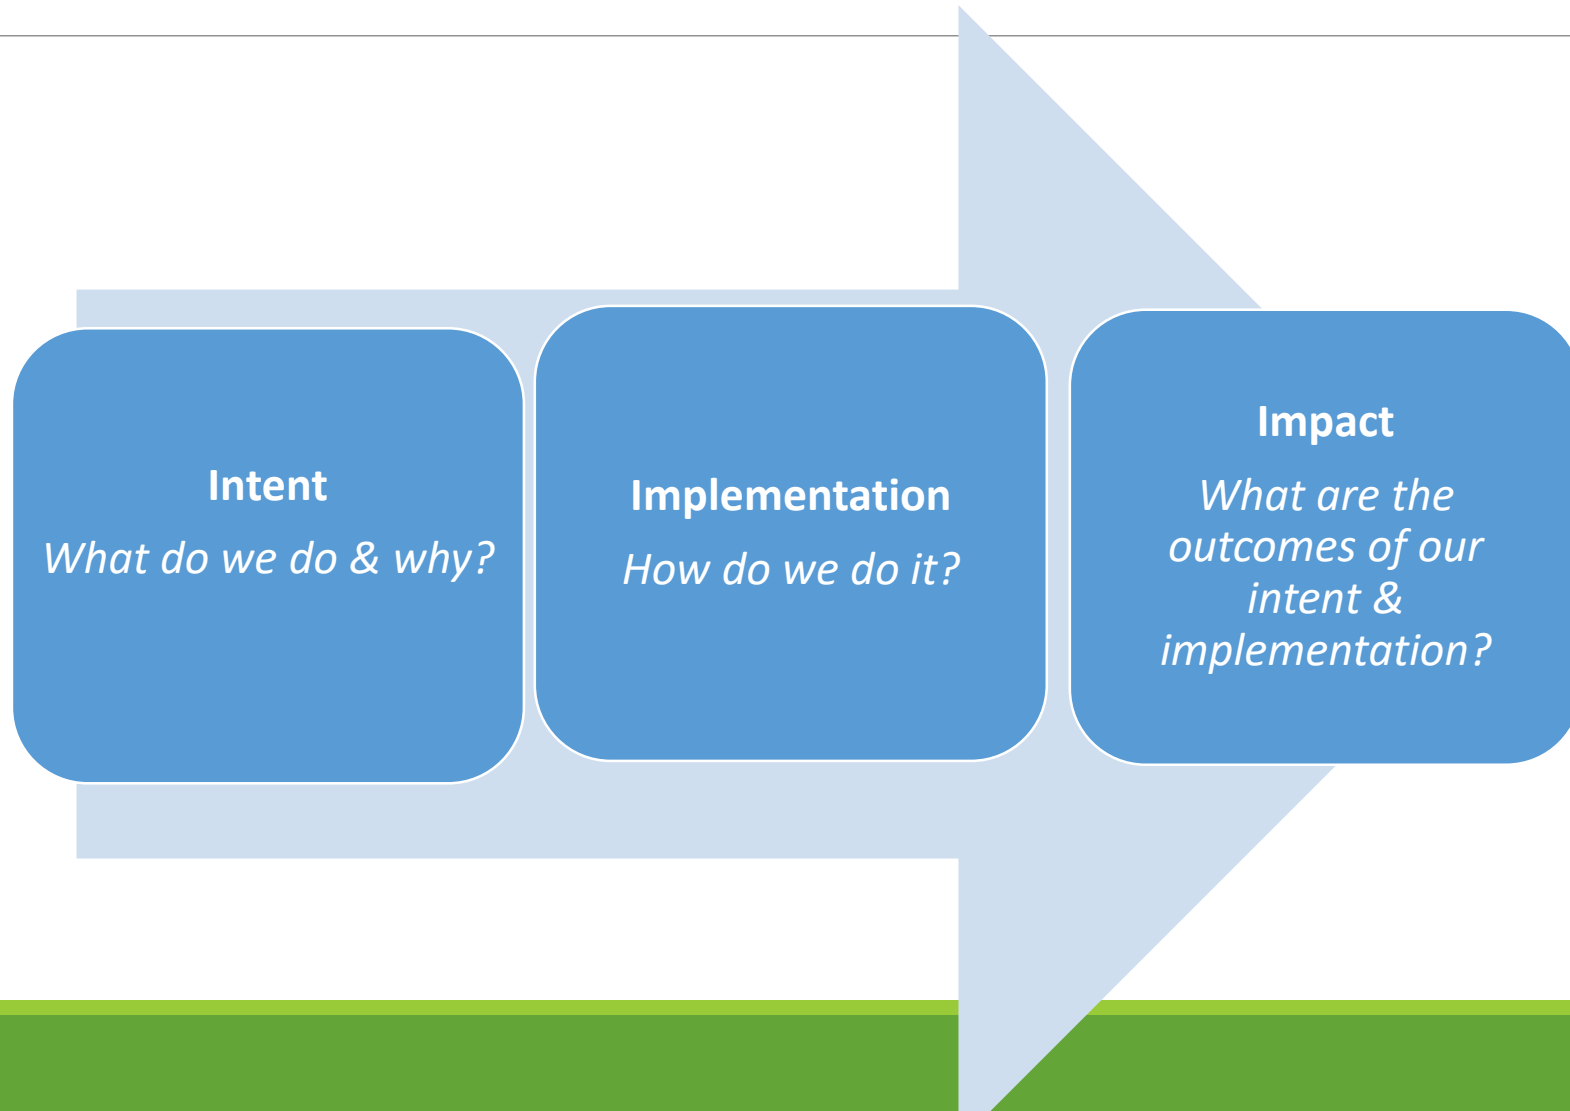 Intent
What do we do & why?
Implementation
How do we do it?
Impact
What are the
outcomes of our
intent &
implementation?